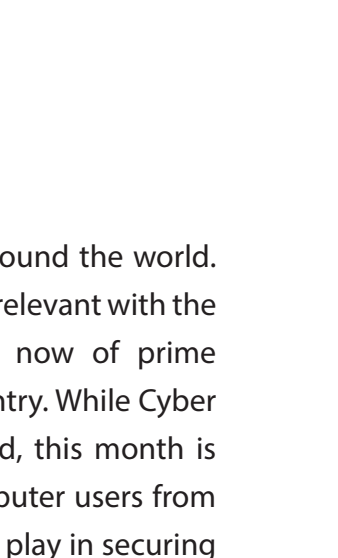 ound the world.
relevant with the
now of prime
ntry. While Cyber
d, this month is
puter users from
play in securing